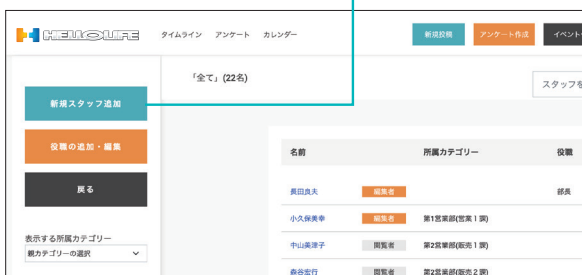 HELLO LIFE タイムライン アンケート カレンダー 新規投稿 アンケート作成 イベント
「全て」(22名) スタッフを
新規スタッフ追加
役職の追加・編集
戻る
表示する所属カテゴリー
親カテゴリーの選択
名前 所属カテゴリー 役職
長田良夫 編集者 部長
小久保美幸 編集者 第1営業部(営業1課)
中山美津子 閲覧者 第2営業部(販売1課)
森谷宏行 閲覧者 第2営業部(販売2課)